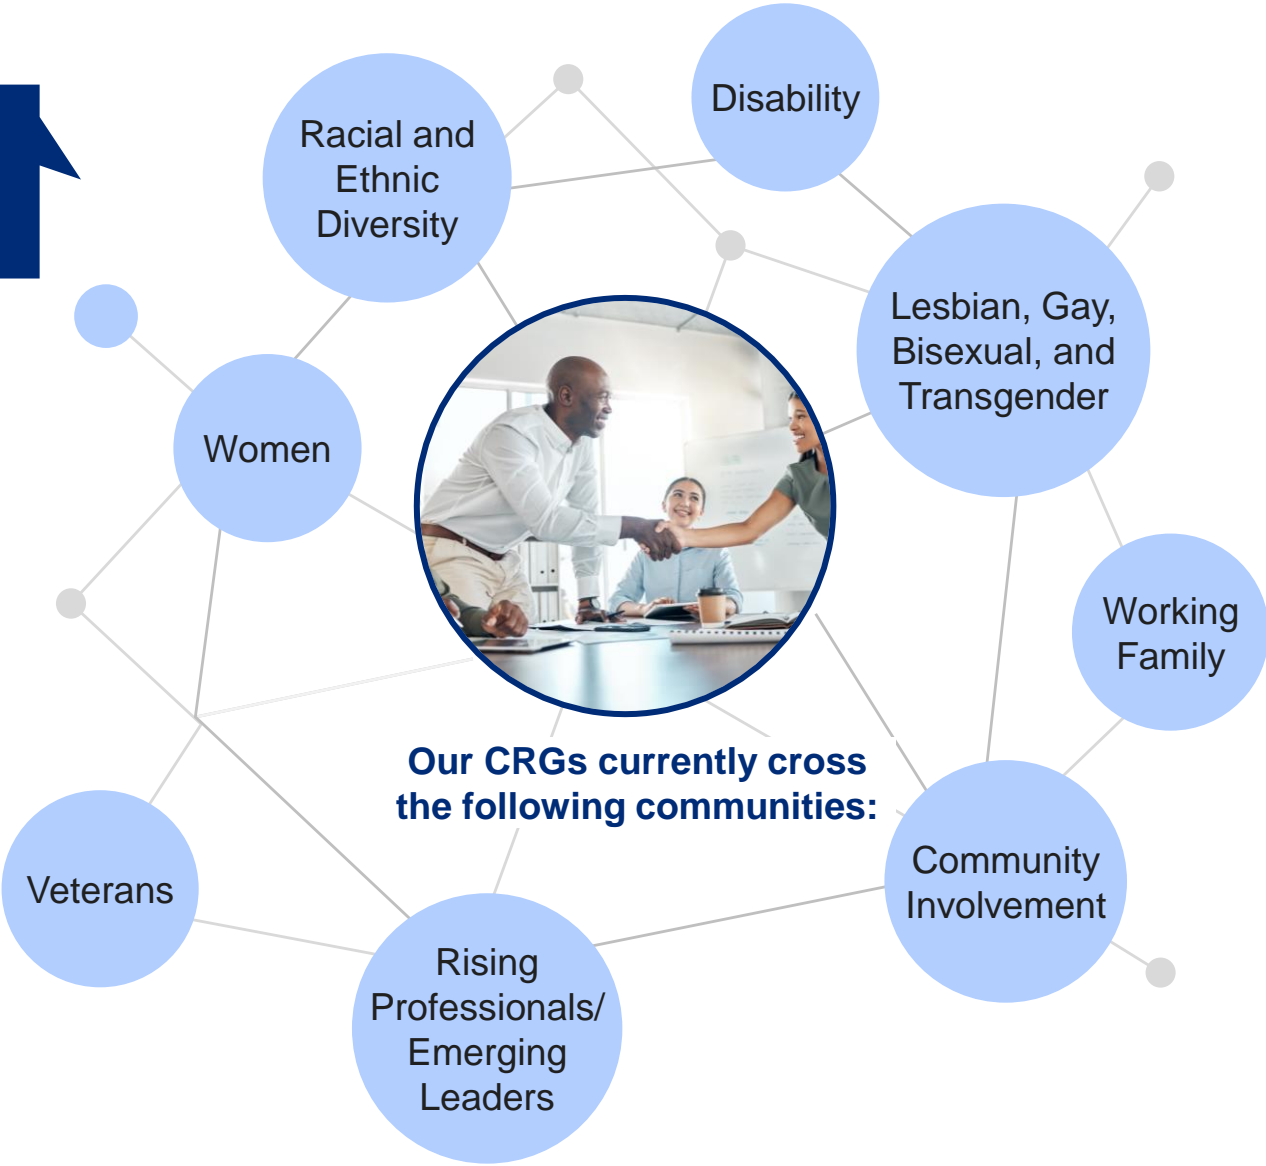 Disability
Racial and
Ethnic
Diversity
Lesbian, Gay,
Bisexual, and
Transgender
Women
Working
Family
Our CRGs currently cross
the following communities:
Community
Involvement
Veterans
Rising
Professionals/
Emerging
Leaders